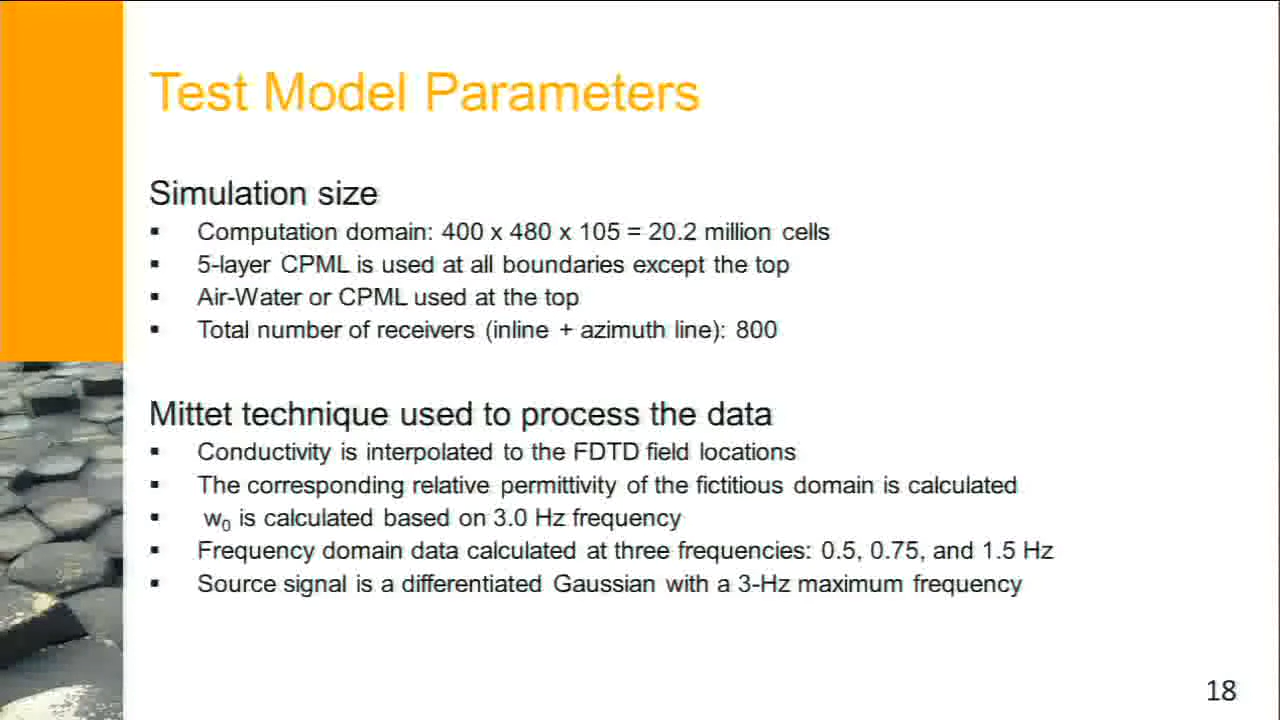 Test Model Parameters
Simulation size
▪ Computation domain: 400 x 480 x 105 = 20.2 million cells
▪ 5-layer CPML is used at all boundaries except the top
▪ Air-Water or CPML used at the top
▪ Total number of receivers (inline + azimuth line): 800
Mittet technique used to process the data
▪ Conductivity is interpolated to the FDTD field locations
▪ The corresponding relative permittivity of the fictitious domain is calculated
▪ w₀ is calculated based on 3.0 Hz frequency
▪ Frequency domain data calculated at three frequencies: 0.5, 0.75, and 1.5 Hz
▪ Source signal is a differentiated Gaussian with a 3-Hz maximum frequency
18